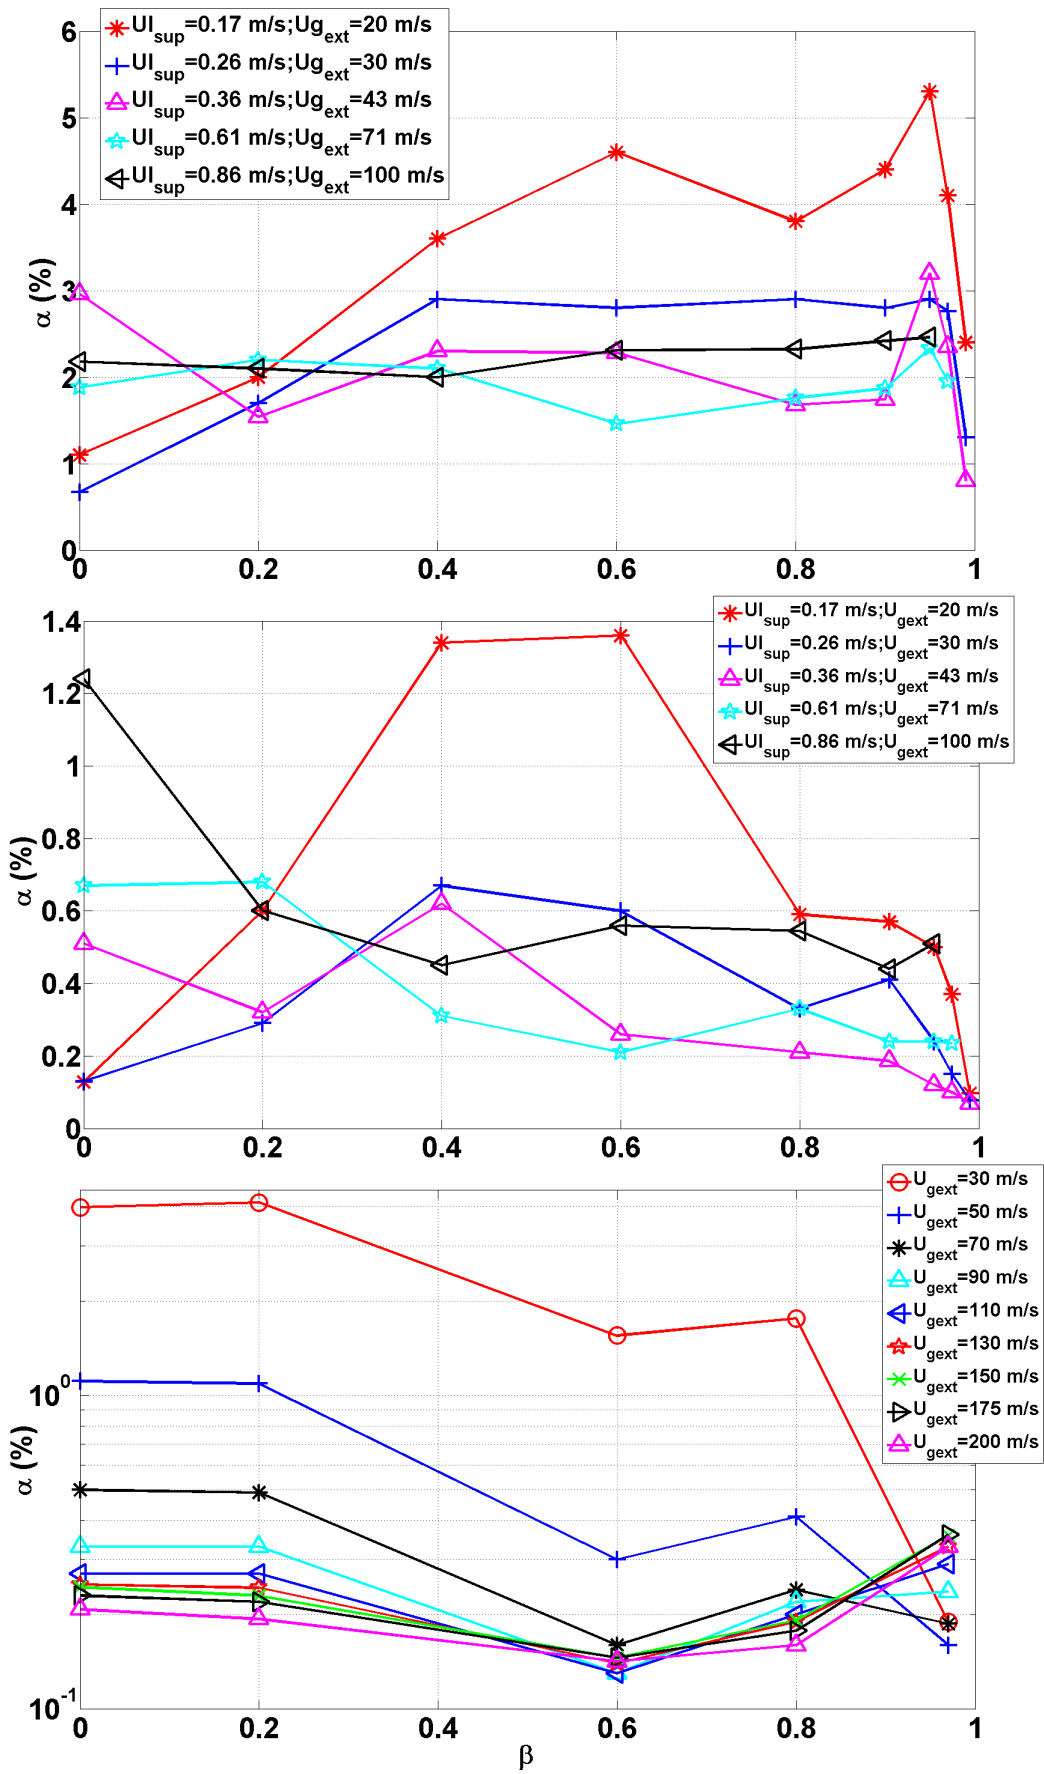 Ul_sup=0.17 m/s;Ug_ext=20 m/s
Ul_sup=0.26 m/s;Ug_ext=30 m/s
Ul_sup=0.36 m/s;Ug_ext=43 m/s
Ul_sup=0.61 m/s;Ug_ext=71 m/s
Ul_sup=0.86 m/s;Ug_ext=100 m/s
6
5
4
3
2
1
0
α (%)
0 0.2 0.4 0.6 0.8 1
Ul_sup=0.17 m/s;U_gext=20 m/s
Ul_sup=0.26 m/s;U_gext=30 m/s
Ul_sup=0.36 m/s;U_gext=43 m/s
Ul_sup=0.61 m/s;U_gext=71 m/s
Ul_sup=0.86 m/s;U_gext=100 m/s
1.4
1.2
1
0.8
0.6
0.4
0.2
0
α (%)
0 0.2 0.4 0.6 0.8 1
U_gext=30 m/s
U_gext=50 m/s
U_gext=70 m/s
U_gext=90 m/s
U_gext=110 m/s
U_gext=130 m/s
U_gext=150 m/s
U_gext=175 m/s
U_gext=200 m/s
10^0
10^-1
α (%)
0 0.2 0.4 0.6 0.8 1
β